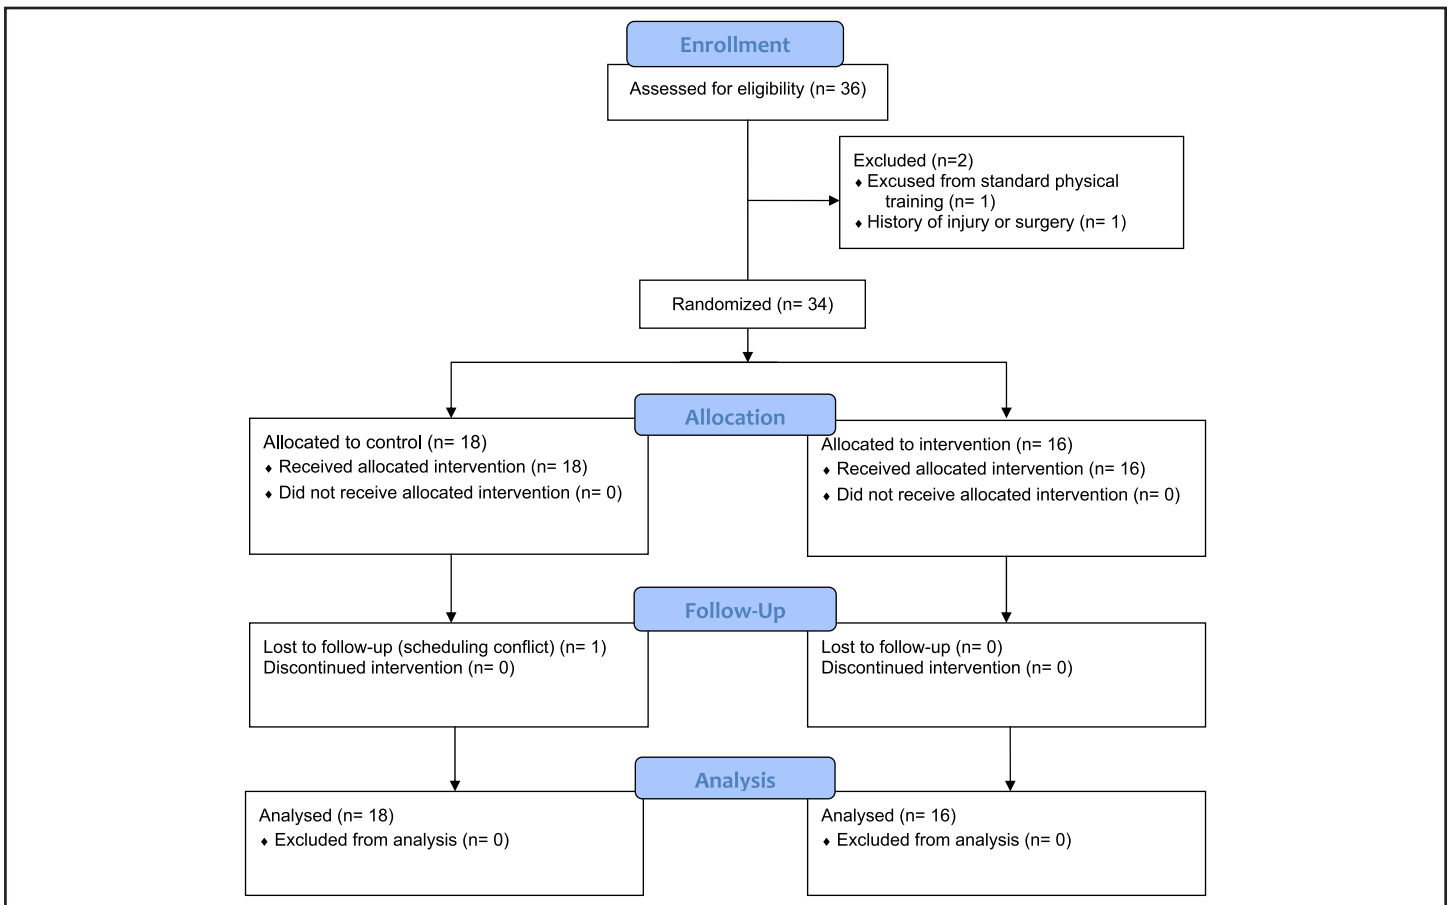 Enrollment
Assessed for eligibility (n= 36)
Excluded (n=2)
♦ Excused from standard physical
training (n= 1)
♦ History of injury or surgery (n= 1)
Randomized (n= 34)
Allocation
Allocated to control (n= 18)
♦ Received allocated intervention (n= 18)
♦ Did not receive allocated intervention (n= 0)
Allocated to intervention (n= 16)
♦ Received allocated intervention (n= 16)
♦ Did not receive allocated intervention (n= 0)
Follow-Up
Lost to follow-up (scheduling conflict) (n= 1)
Discontinued intervention (n= 0)
Lost to follow-up (n= 0)
Discontinued intervention (n= 0)
Analysis
Analysed (n= 18)
♦ Excluded from analysis (n= 0)
Analysed (n= 16)
♦ Excluded from analysis (n= 0)